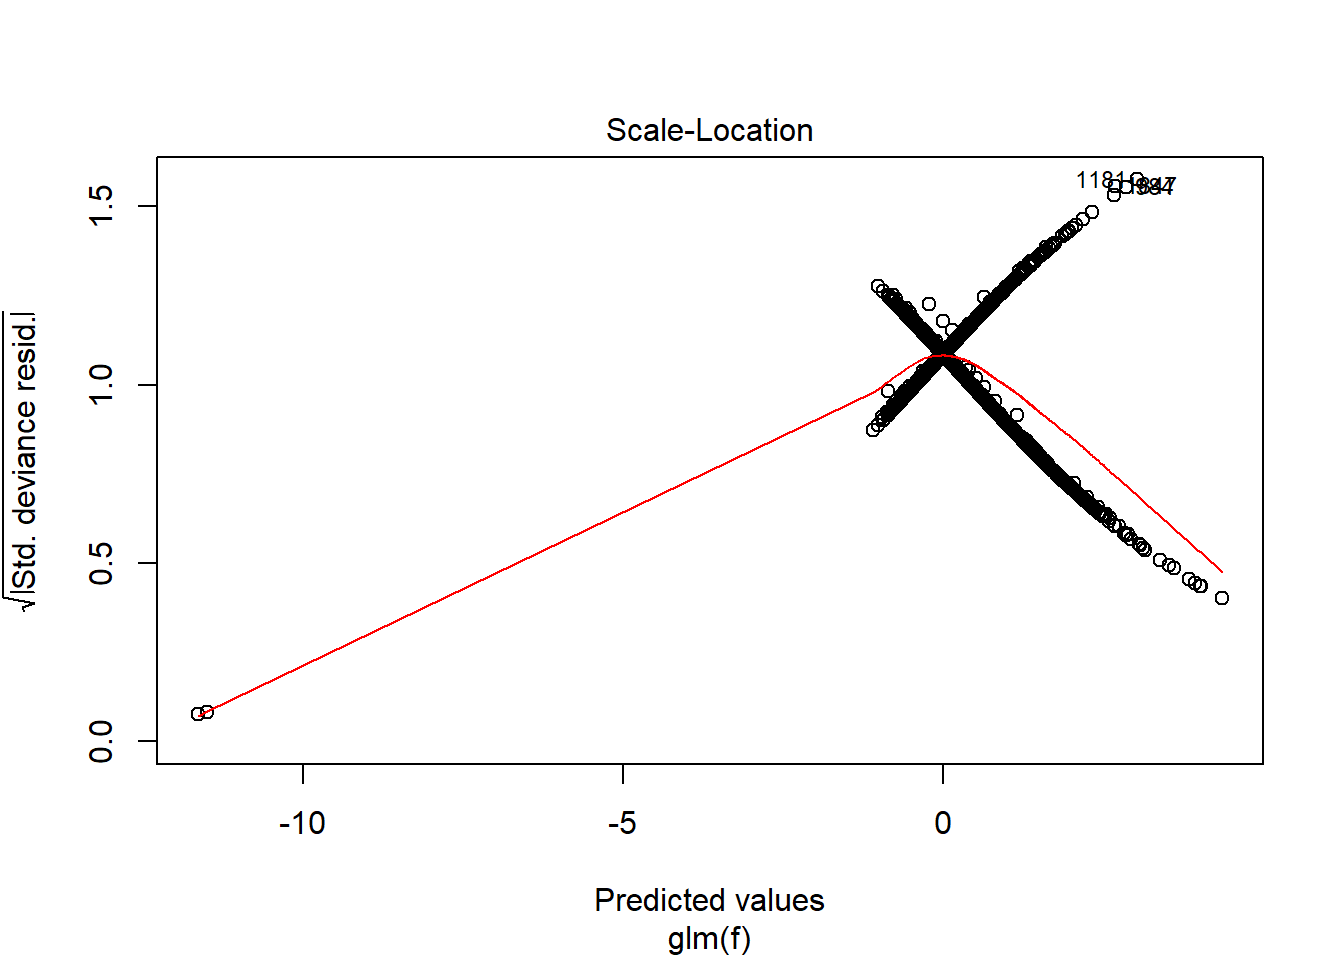 Scale-Location
1181
√|Std. deviance resid.|
1.5
1.0
0.5
0.0
-10 -5 0
Predicted values
glm(f)